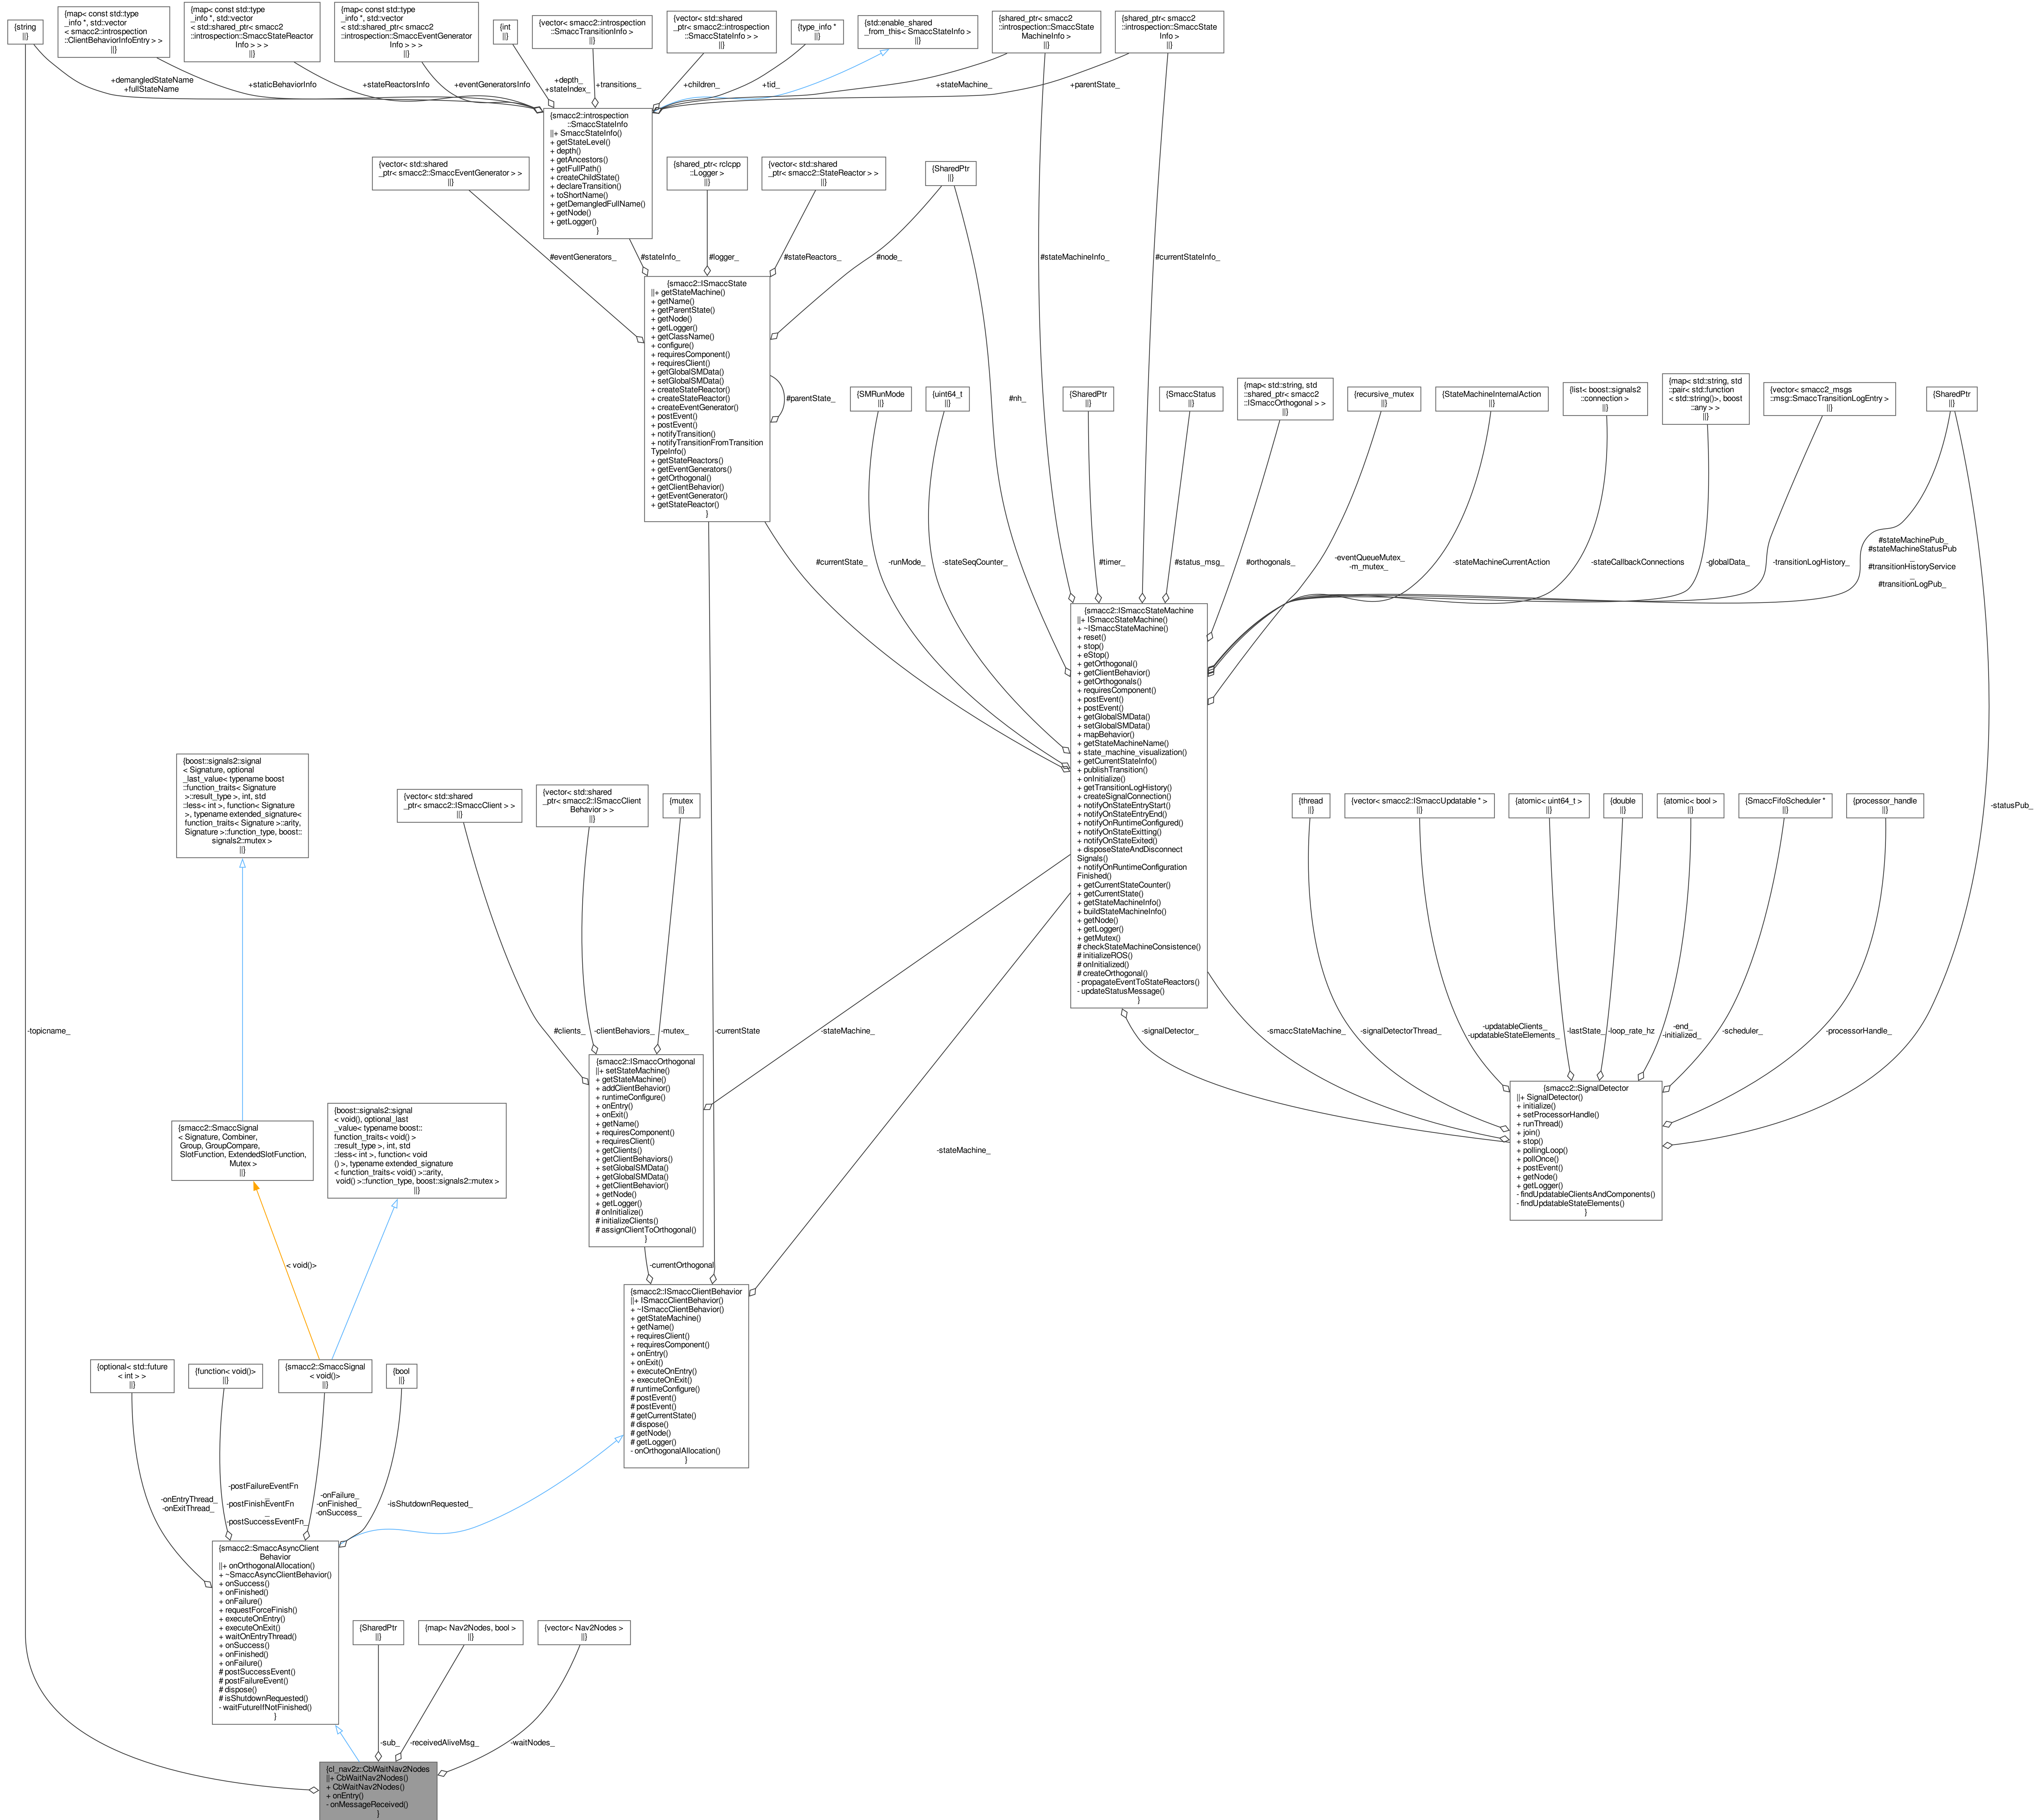 {string
||}
{map< const std::type
_info *, std::vector
< smacc2::introspection
::ClientBehaviorInfoEntry > >
||}
{map< const std::type
_info *, std::vector
< std::shared_ptr< smacc2
::introspection::SmaccStateReactor
Info > > >
||}
{map< const std::type
_info *, std::vector
< std::shared_ptr< smacc2
::introspection::SmaccEventGenerator
Info > > >
||}
{int
||}
{vector< smacc2::introspection
::SmaccTransitionInfo >
||}
{vector< std::shared
_ptr< smacc2::introspection
::SmaccStateInfo > >
||}
{type_info *
||}
{std::enable_shared
_from_this< SmaccStateInfo >
||}
{shared_ptr< smacc2
::introspection::SmaccState
MachineInfo >
||}
{shared_ptr< smacc2
::introspection::SmaccState
Info >
||}
+demangledStateName
+fullStateName
+staticBehaviorInfo
+stateReactorsInfo
+eventGeneratorsInfo
+depth_
+stateIndex_
+transitions_
+children_
+tid_
+stateMachine_
+parentState_
{smacc2::introspection
::SmaccStateInfo
||+ SmaccStateInfo()
+ getStateLevel()
+ depth()
+ getAncestors()
+ getFullPath()
+ createChildState()
+ declareTransition()
+ toShortName()
+ getDemangledFullName()
+ getNode()
+ getLogger()
}
{vector< std::shared
_ptr< smacc2::SmaccEventGenerator > >
||}
{shared_ptr< rclcpp
::Logger >
||}
{vector< std::shared
_ptr< smacc2::StateReactor > >
||}
{SharedPtr
||}
#eventGenerators_
#stateInfo_
#logger_
#stateReactors_
#node_
#stateMachineInfo_
#currentStateInfo_
{smacc2::ISmaccState
||+ getStateMachine()
+ getName()
+ getParentState()
+ getNode()
+ getLogger()
+ getClassName()
+ configure()
+ requiresComponent()
+ requiresClient()
+ getGlobalSMData()
+ setGlobalSMData()
+ createStateReactor()
+ createStateReactor()
+ createEventGenerator()
+ postEvent()
+ postEvent()
+ notifyTransition()
+ notifyTransitionFromTransition
TypeInfo()
+ getStateReactors()
+ getEventGenerators()
+ getOrthogonal()
+ getClientBehavior()
+ getEventGenerator()
+ getStateReactor()
}
#parentState_
#nh_
{SMRunMode
||}
{uint64_t
||}
{SharedPtr
||}
{SmaccStatus
||}
{map< std::string, std
::shared_ptr< smacc2
::ISmaccOrthogonal > >
||}
{recursive_mutex
||}
{StateMachineInternalAction
||}
{list< boost::signals2
::connection >
||}
{map< std::string, std
::pair< std::function
< std::string()>, boost
::any > >
||}
{vector< smacc2_msgs
::msg::SmaccTransitionLogEntry >
||}
{SharedPtr
||}
#currentState_
-runMode_
-stateSeqCounter_
#timer_
#status_msg_
#orthogonals_
-eventQueueMutex_
-m_mutex_
-stateMachineCurrentAction
-stateCallbackConnections
-globalData_
-transitionLogHistory_
#stateMachinePub_
#stateMachineStatusPub
_
#transitionHistoryService
_
#transitionLogPub_
{smacc2::ISmaccStateMachine
||+ ISmaccStateMachine()
+ ~ISmaccStateMachine()
+ reset()
+ stop()
+ eStop()
+ getOrthogonal()
+ getClientBehavior()
+ getOrthogonals()
+ requiresComponent()
+ postEvent()
+ postEvent()
+ getGlobalSMData()
+ setGlobalSMData()
+ mapBehavior()
+ getStateMachineName()
+ state_machine_visualization()
+ getCurrentStateInfo()
+ publishTransition()
+ onInitialize()
+ getTransitionLogHistory()
+ createSignalConnection()
+ notifyOnStateEntryStart()
+ notifyOnStateEntryEnd()
+ notifyOnRuntimeConfigured()
+ notifyOnStateExitting()
+ notifyOnStateExited()
+ disposeStateAndDisconnect
Signals()
+ notifyOnRuntimeConfiguration
Finished()
+ getCurrentStateCounter()
+ getCurrentState()
+ getStateMachineInfo()
+ buildStateMachineInfo()
+ getNode()
+ getLogger()
+ getMutex()
# checkStateMachineConsistence()
# initializeROS()
# onInitialized()
# createOrthogonal()
- propagateEventToStateReactors()
- updateStatusMessage()
}
{boost::signals2::signal
< Signature, optional
_last_value< typename boost
::function_traits< Signature
>::result_type >, int, std
::less< int >, function< Signature
>, typename extended_signature<
function_traits< Signature >::arity,
Signature >::function_type, boost::
signals2::mutex >
||}
{vector< std::shared
_ptr< smacc2::ISmaccClient > >
||}
{vector< std::shared
_ptr< smacc2::ISmaccClient
Behavior > >
||}
{mutex
||}
{thread
||}
{vector< smacc2::ISmaccUpdatable * >
||}
{atomic< uint64_t >
||}
{double
||}
{atomic< bool >
||}
{SmaccFifoScheduler *
||}
{processor_handle
||}
-statusPub_
-topicname_
#clients_
-clientBehaviors_
-mutex_
-currentState
-stateMachine_
-signalDetector_
-smaccStateMachine_
-signalDetectorThread_
-updatableClients_
-updatableStateElements_
-lastState_
-loop_rate_hz
-end_
-initialized_
-scheduler_
-processorHandle_
{smacc2::ISmaccOrthogonal
||+ setStateMachine()
+ getStateMachine()
+ addClientBehavior()
+ runtimeConfigure()
+ onEntry()
+ onExit()
+ getName()
+ requiresComponent()
+ requiresClient()
+ getClients()
+ getClientBehaviors()
+ setGlobalSMData()
+ getGlobalSMData()
+ getClientBehavior()
+ getNode()
+ getLogger()
# onInitialize()
# initializeClients()
# assignClientToOrthogonal()
}
{smacc2::SignalDetector
||+ SignalDetector()
+ initialize()
+ setProcessorHandle()
+ runThread()
+ join()
+ stop()
+ pollingLoop()
+ pollOnce()
+ postEvent()
+ getNode()
+ getLogger()
- findUpdatableClientsAndComponents()
- findUpdatableStateElements()
}
{smacc2::SmaccSignal
< Signature, Combiner,
Group, GroupCompare,
SlotFunction, ExtendedSlotFunction,
Mutex >
||}
{boost::signals2::signal
< void(), optional_last
_value< typename boost::
function_traits< void() >
::result_type >, int, std
::less< int >, function< void
() >, typename extended_signature
< function_traits< void() >::arity,
void() >::function_type, boost::signals2::mutex >
||}
-stateMachine_
< void()>
-currentOrthogonal
{smacc2::ISmaccClientBehavior
||+ ISmaccClientBehavior()
+ ~ISmaccClientBehavior()
+ getStateMachine()
+ getName()
+ requiresClient()
+ requiresComponent()
+ onEntry()
+ onExit()
+ executeOnEntry()
+ executeOnExit()
# runtimeConfigure()
# postEvent()
# postEvent()
# getCurrentState()
# dispose()
# getNode()
# getLogger()
- onOrthogonalAllocation()
}
{optional< std::future
< int > >
||}
{function< void()>
||}
{smacc2::SmaccSignal
< void()>
||}
{bool
||}
-onEntryThread_
-onExitThread_
-postFailureEventFn
_
-postFinishEventFn
_
-postSuccessEventFn_
-onFailure_
-onFinished_
-onSuccess_
-isShutdownRequested_
{smacc2::SmaccAsyncClient
Behavior
||+ onOrthogonalAllocation()
+ ~SmaccAsyncClientBehavior()
+ onSuccess()
+ onFinished()
+ onFailure()
+ requestForceFinish()
+ executeOnEntry()
+ executeOnExit()
+ waitOnEntryThread()
+ onSuccess()
+ onFinished()
+ onFailure()
# postSuccessEvent()
# postFailureEvent()
# dispose()
# isShutdownRequested()
- waitFutureIfNotFinished()
}
{SharedPtr
||}
{map< Nav2Nodes, bool >
||}
{vector< Nav2Nodes >
||}
-sub_
-receivedAliveMsg_
-waitNodes_
{cl_nav2z::CbWaitNav2Nodes
||+ CbWaitNav2Nodes()
+ CbWaitNav2Nodes()
+ onEntry()
- onMessageReceived()
}